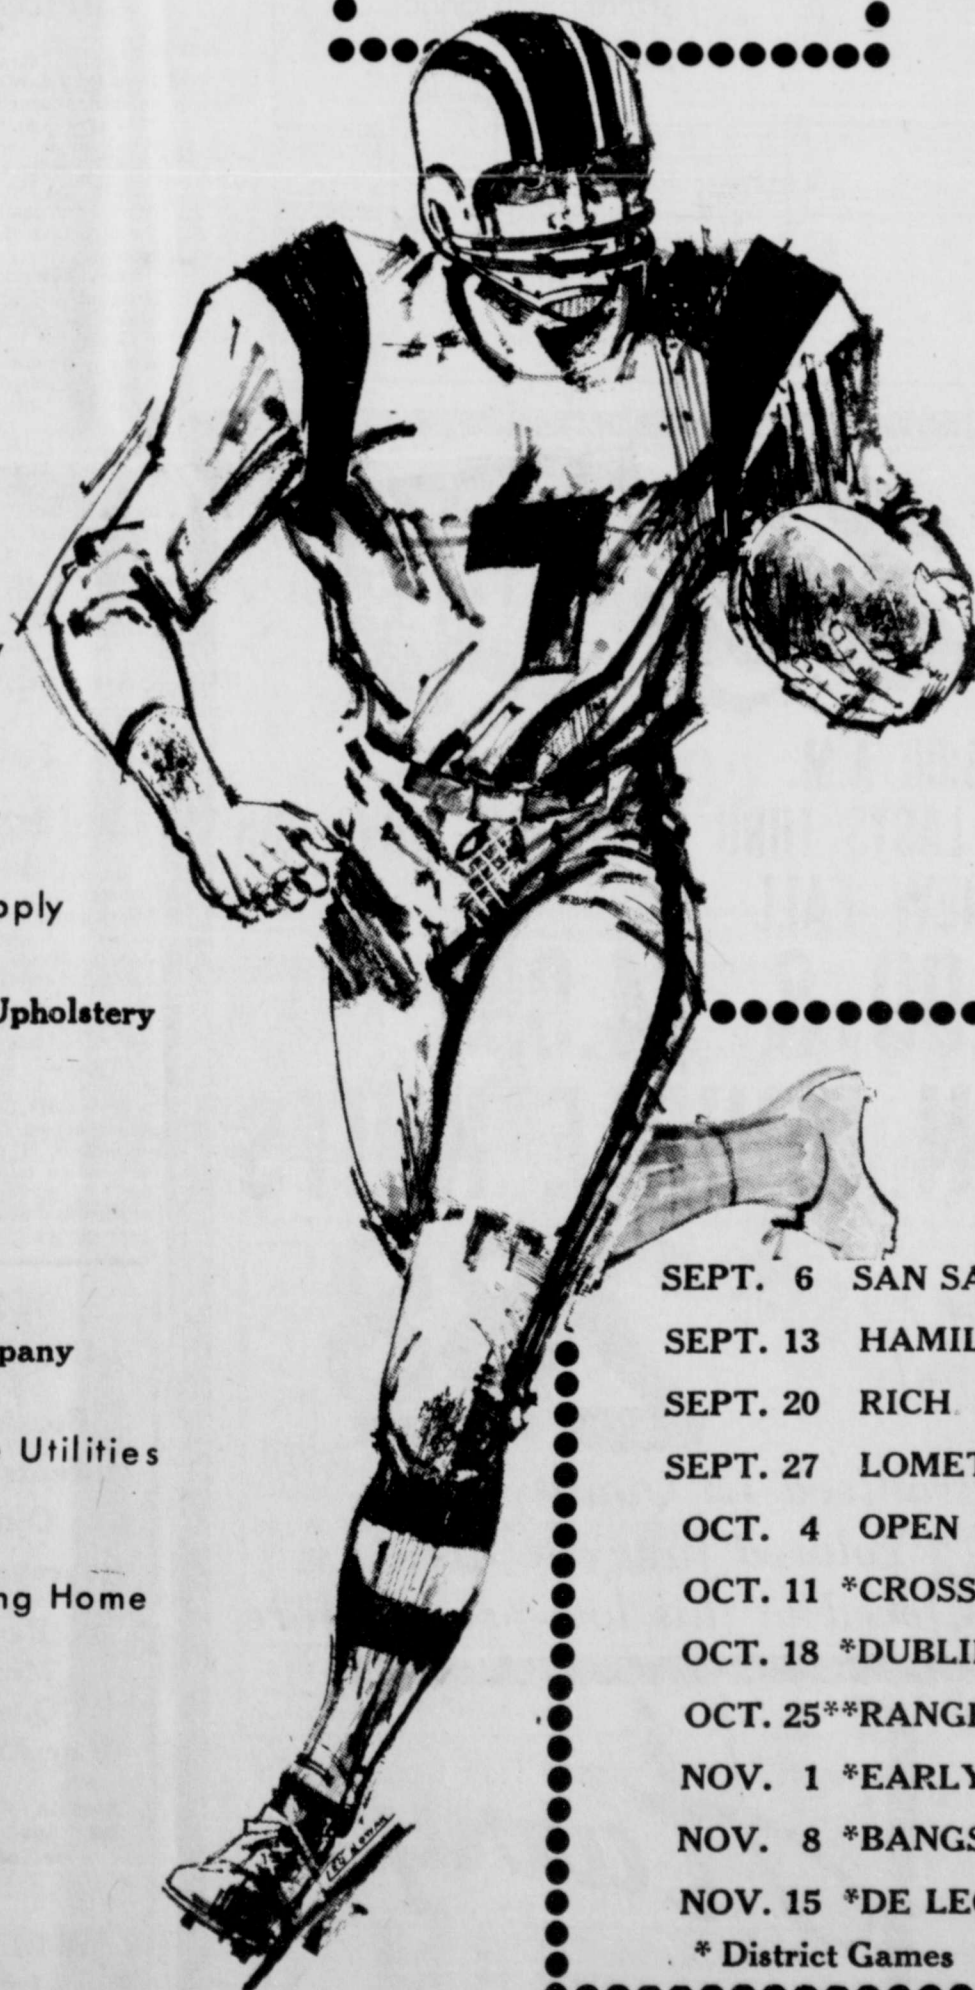 7
pply
Upholstery
SEPT. 6 SAN SA
pany
SEPT. 13 HAMIL
SEPT. 20 RICH
Utilities
SEPT. 27 LOMET
OCT. 4 OPEN
ng Home
OCT. 11 *CROSS
OCT. 18 *DUBLI
OCT. 25**RANG
NOV. 1 *EARLY
NOV. 8 *BANGS
NOV. 15 *DE LE
* District Games